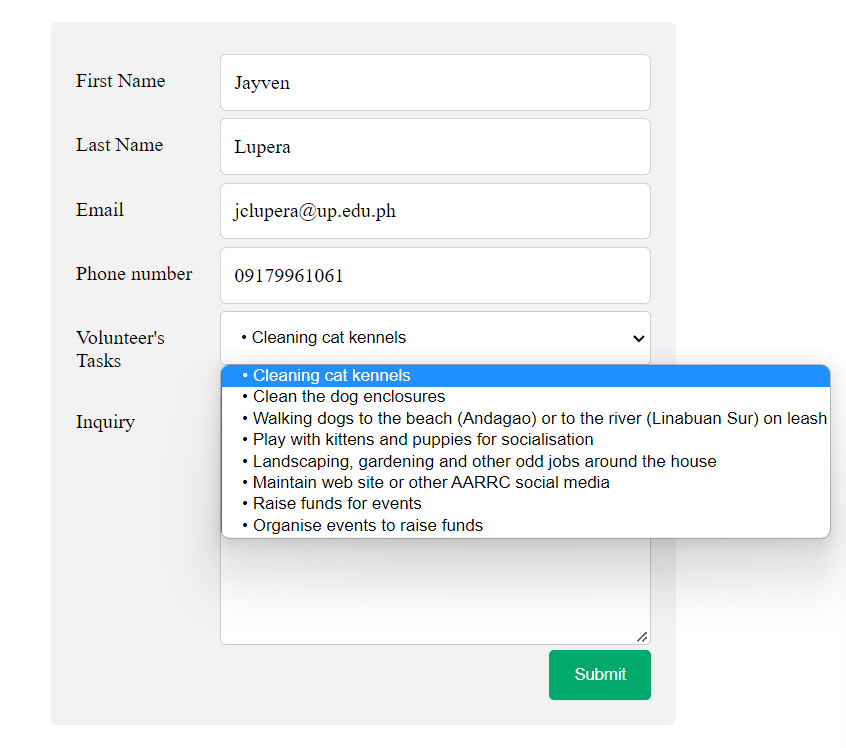 First Name
Jayven
Last Name
Lupera
Email
jclupera@up.edu.ph
Phone number
09179961061
Volunteer's
Tasks
• Cleaning cat kennels
• Cleaning cat kennels
• Clean the dog enclosures
• Walking dogs to the beach (Andagao) or to the river (Linabuan Sur) on leash
• Play with kittens and puppies for socialisation
• Landscaping, gardening and other odd jobs around the house
• Maintain web site or other AARRC social media
• Raise funds for events
• Organise events to raise funds
Inquiry
Submit